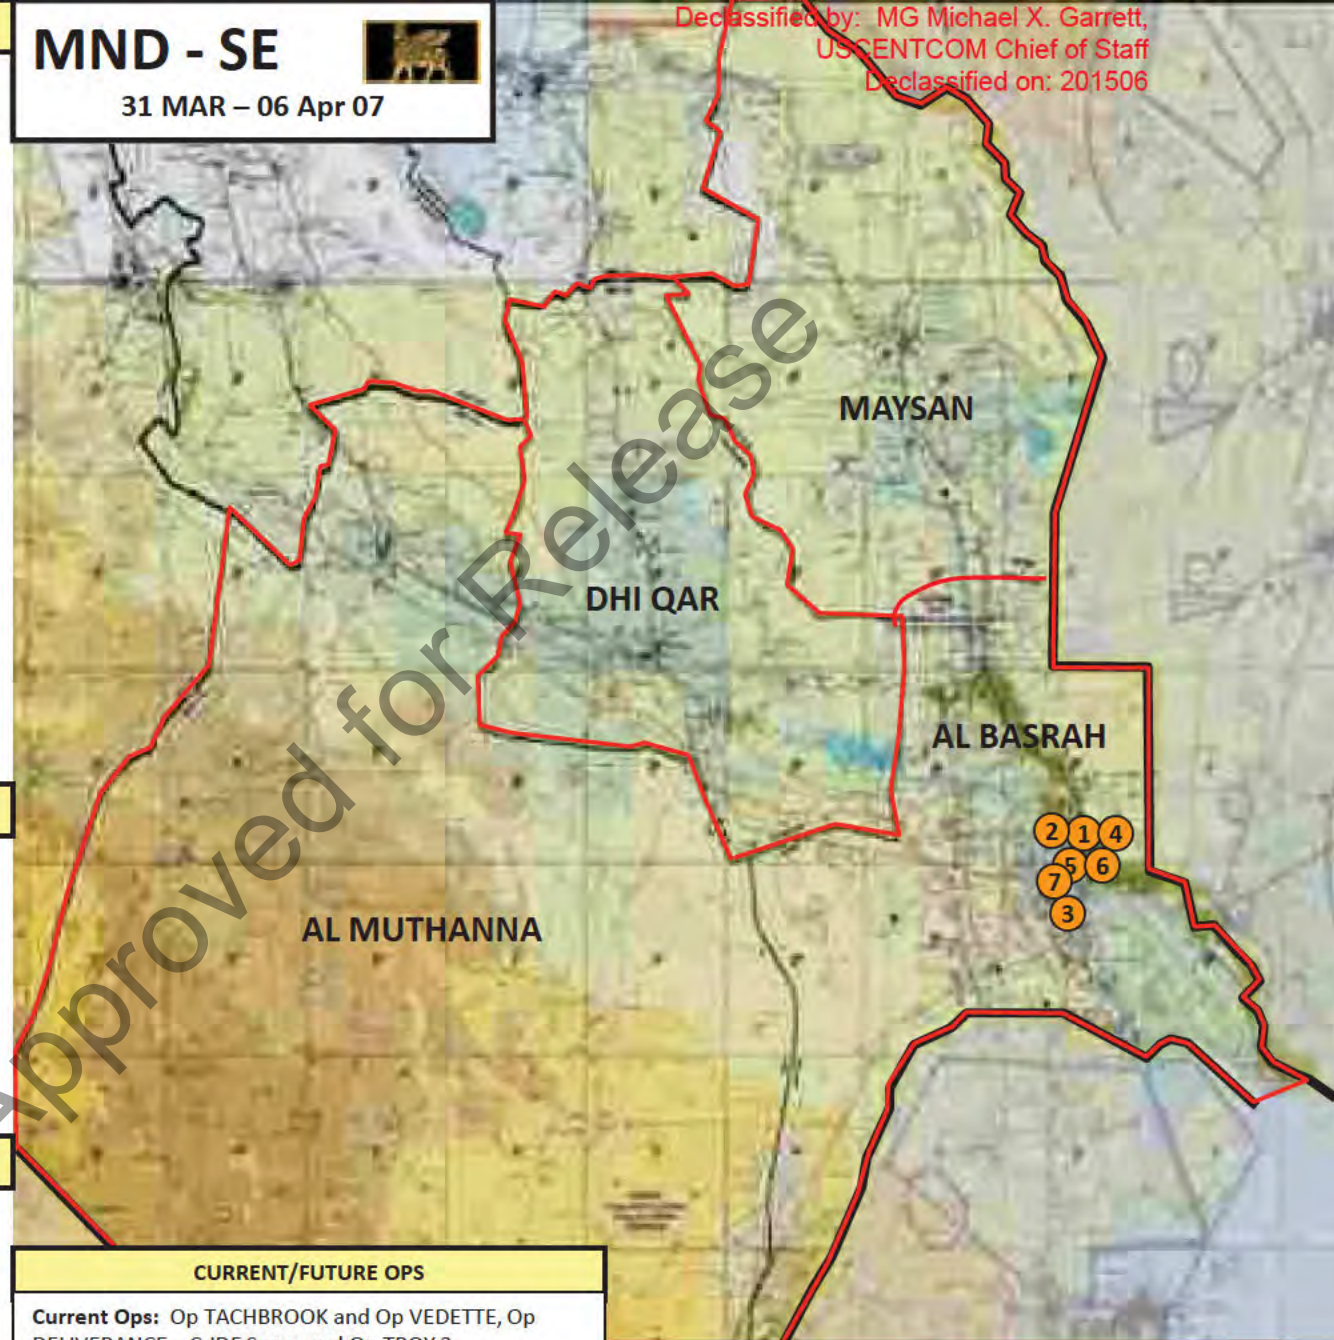 MND - SE
31 MAR – 06 Apr 07
Declassified by: MG Michael X. Garrett,
USCENTCOM Chief of Staff
Declassified on: 201506
MAYSAN
DHI QAR
AL BASRAH
2 1 4
5 6
7
3
AL MUTHANNA
Approved for Release
CURRENT/FUTURE OPS
Current Ops: Op TACHBROOK and Op VEDETTE, Op